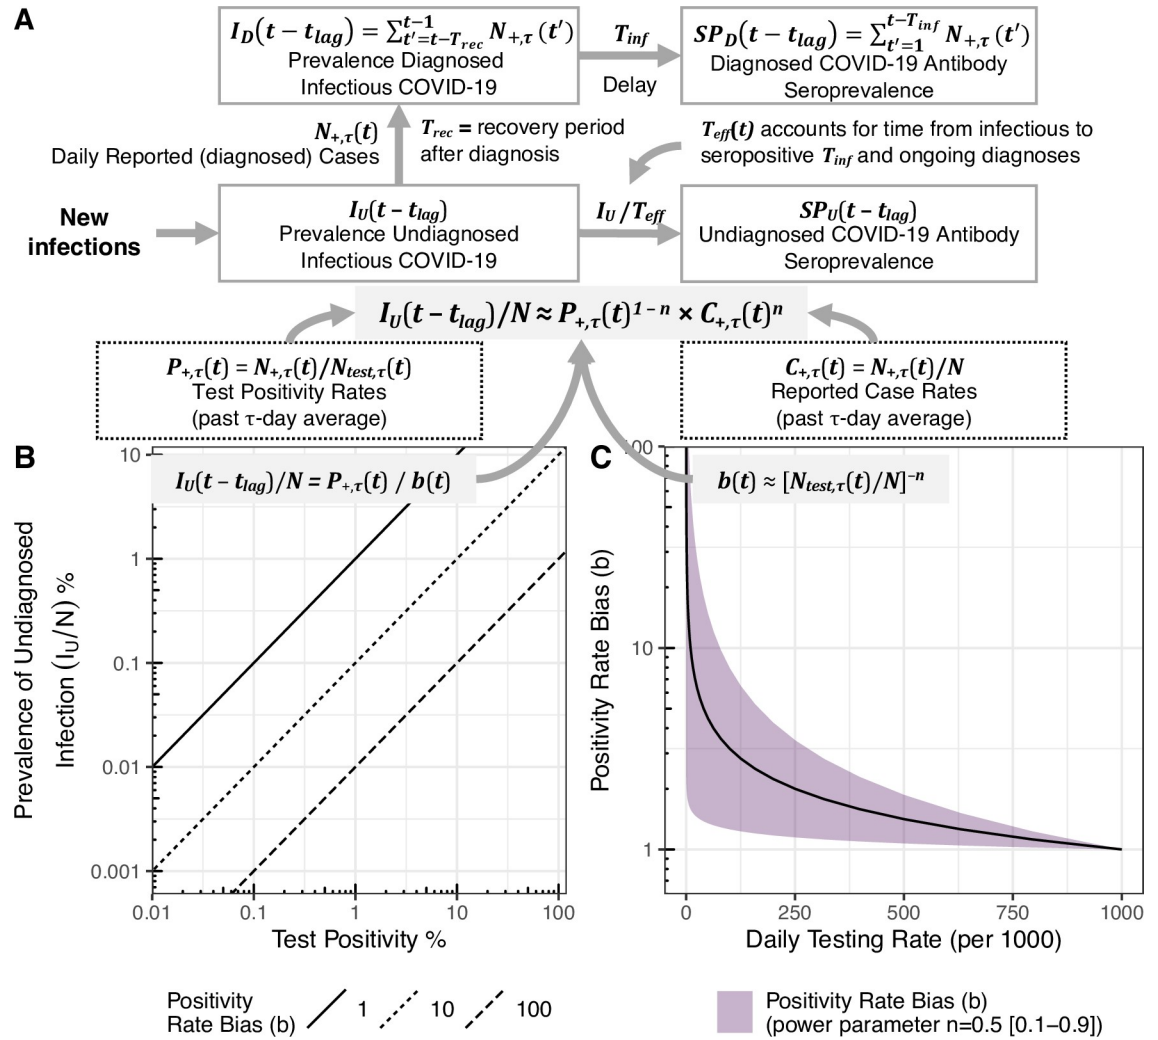 A
I_D(t − t_lag) = ∑_{t′=t−T_rec}^{t−1} N_{+,τ}(t′)
Prevalence Diagnosed
Infectious COVID-19
T_inf
Delay
SP_D(t − t_lag) = ∑_{t′=1}^{t−T_inf} N_{+,τ}(t′)
Diagnosed COVID-19 Antibody
Seroprevalence
N_{+,τ}(t)
Daily Reported (diagnosed) Cases
T_rec = recovery period
after diagnosis
T_eff(t) accounts for time from infectious to
seropositive T_inf and ongoing diagnoses
New
infections
I_U(t − t_lag)
Prevalence Undiagnosed
Infectious COVID-19
I_U/T_eff
SP_U(t − t_lag)
Undiagnosed COVID-19 Antibody
Seroprevalence
I_U(t − t_lag)/N ≈ P_{+,τ}(t)^{1−n} × C_{+,τ}(t)^n
P_{+,τ}(t) = N_{+,τ}(t)/N_{test,τ}(t)
Test Positivity Rates
(past τ-day average)
C_{+,τ}(t) = N_{+,τ}(t)/N
Reported Case Rates
(past τ-day average)
B
I_U(t − t_lag)/N = P_{+,τ}(t) / b(t)
Prevalence of Undiagnosed
Infection (I_U/N) %
10
1
0.1
0.01
0.001
0.01
0.1
1
10
100
Test Positivity %
Positivity
Rate Bias (b)
1
10
100
C
b(t) ≈ [N_{test,τ}(t)/N]^{−n}
Positivity Rate Bias (b)
100
10
1
0
250
500
750
1000
Daily Testing Rate (per 1000)
Positivity Rate Bias (b)
(power parameter n=0.5 [0.1–0.9])